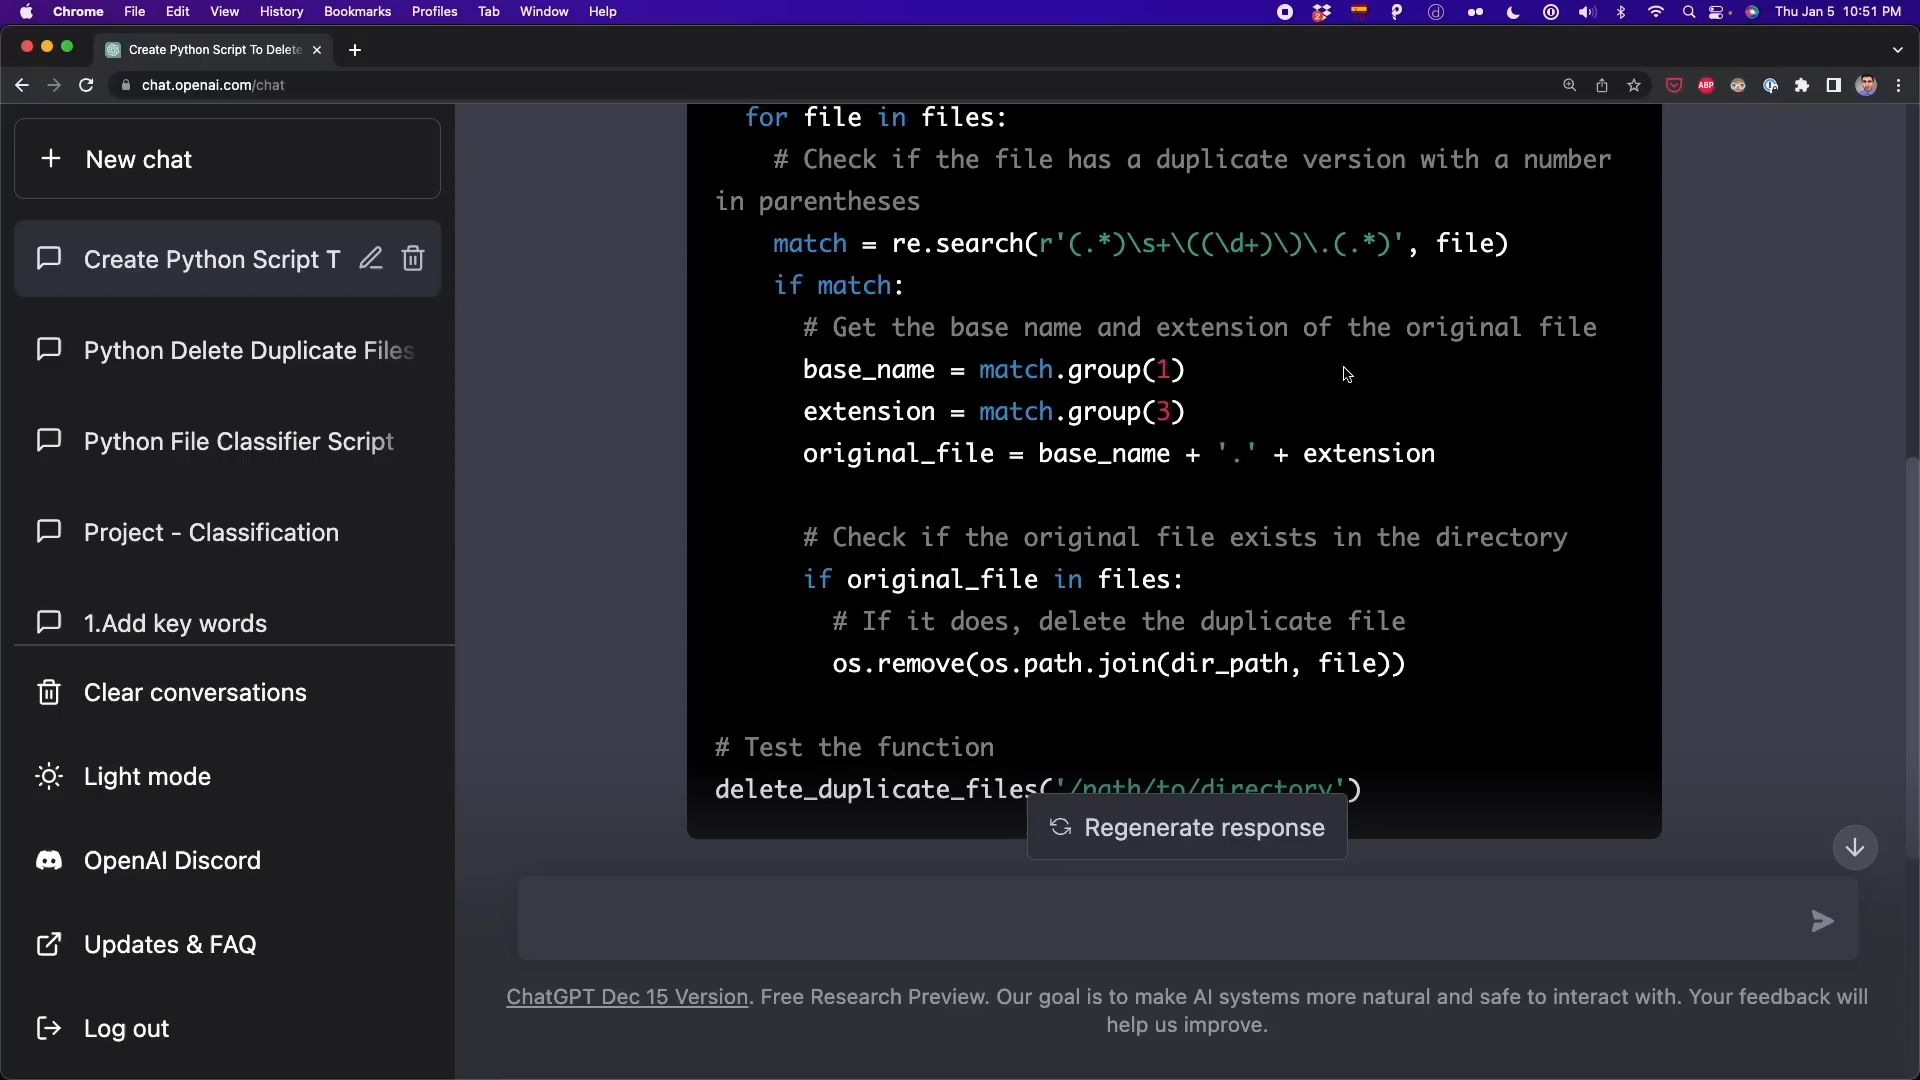 Chrome File Edit View History Bookmarks Profiles Tab Window Help Thu Jan 5 10:51 PM
Create Python Script To Delete
chat.openai.com/chat
ABP
New chat
Create Python Script T
Python Delete Duplicate Files
Python File Classifier Script
Project - Classification
1.Add key words
Clear conversations
Light mode
OpenAI Discord
Updates & FAQ
Log out
for file in files:
# Check if the file has a duplicate version with a number
in parentheses
match = re.search(r'(.*)\s+\((\d+)\)\.(.*)', file)
if match:
# Get the base name and extension of the original file
base_name = match.group(1)
extension = match.group(3)
original_file = base_name + '.' + extension
# Check if the original file exists in the directory
if original_file in files:
# If it does, delete the duplicate file
os.remove(os.path.join(dir_path, file))
# Test the function
delete_duplicate_files('/path/to/directory')
Regenerate response
ChatGPT Dec 15 Version. Free Research Preview. Our goal is to make AI systems more natural and safe to interact with. Your feedback will
help us improve.